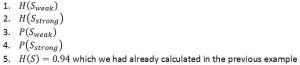 1. H(S_weak)
2. H(S_strong)
3. P(S_weak)
4. P(S_strong)
5. H(S) = 0.94 which we had already calculated in the previous example